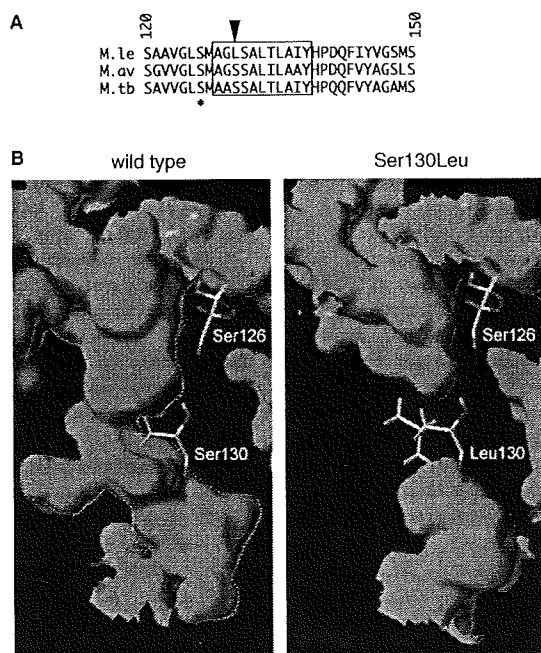 A
120 150
M.le SAAVGLSMAGLSALTLAIYHPDQFIYVGSMS
M.av SGVVGLSMAGSSALILAAYHPDQFVYAGSLS
M.tb SAVVGLSMAASSALTLAIYHPQQFVYAGAMS
*
B
wild type
Ser130Leu
Ser126
Ser126
Ser130
Leu130